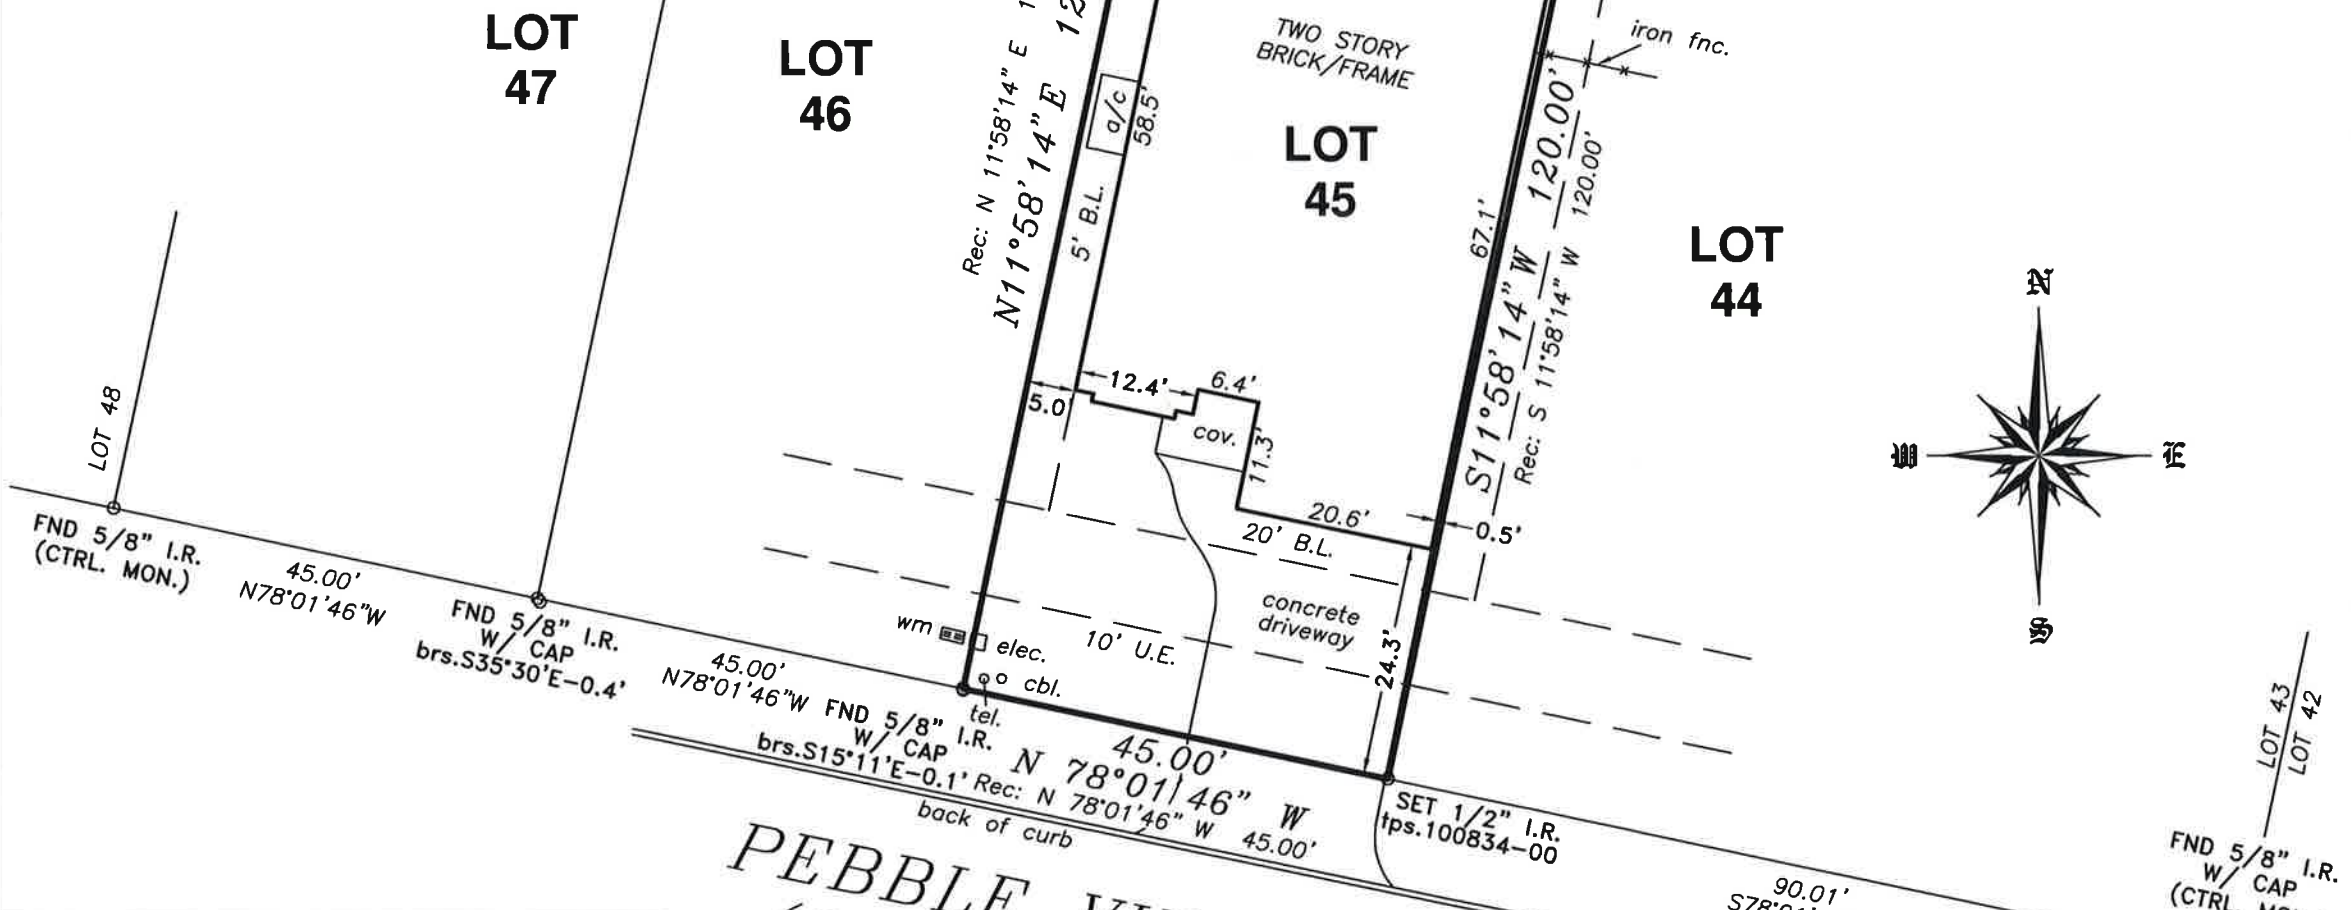 LOT
47
LOT
46
Rec: N 11°58'14" E 1
N11°58'14"E 12
a/c
58.5'
5' B.L.
TWO STORY
BRICK/FRAME
LOT
45
iron fnc.
67.1'
S11°58'14"W 120.00'
Rec: S 11°58'14" W 120.00'
LOT
44
N
W
E
S
LOT 48
5.0'
12.4'
6.4'
cov.
11.3'
20.6'
0.5'
20' B.L.
10' U.E.
concrete
driveway
24.3'
wm
elec.
cbl.
tel.
FND 5/8" I.R.
(CTRL. MON.)
45.00'
N78°01'46"W
FND 5/8" I.R.
W/ CAP
brs.S35°30'E-0.4'
45.00'
N78°01'46"W
FND 5/8" I.R.
W/ CAP
brs.S15°11'E-0.1'
45.00'
N 78°01'46" W
Rec: N 78°01'46" W 45.00'
back of curb
SET 1/2" I.R.
tps.100834-00
LOT 43
LOT 42
FND 5/8" I.R.
W/ CAP
90.01'
PEBBLE